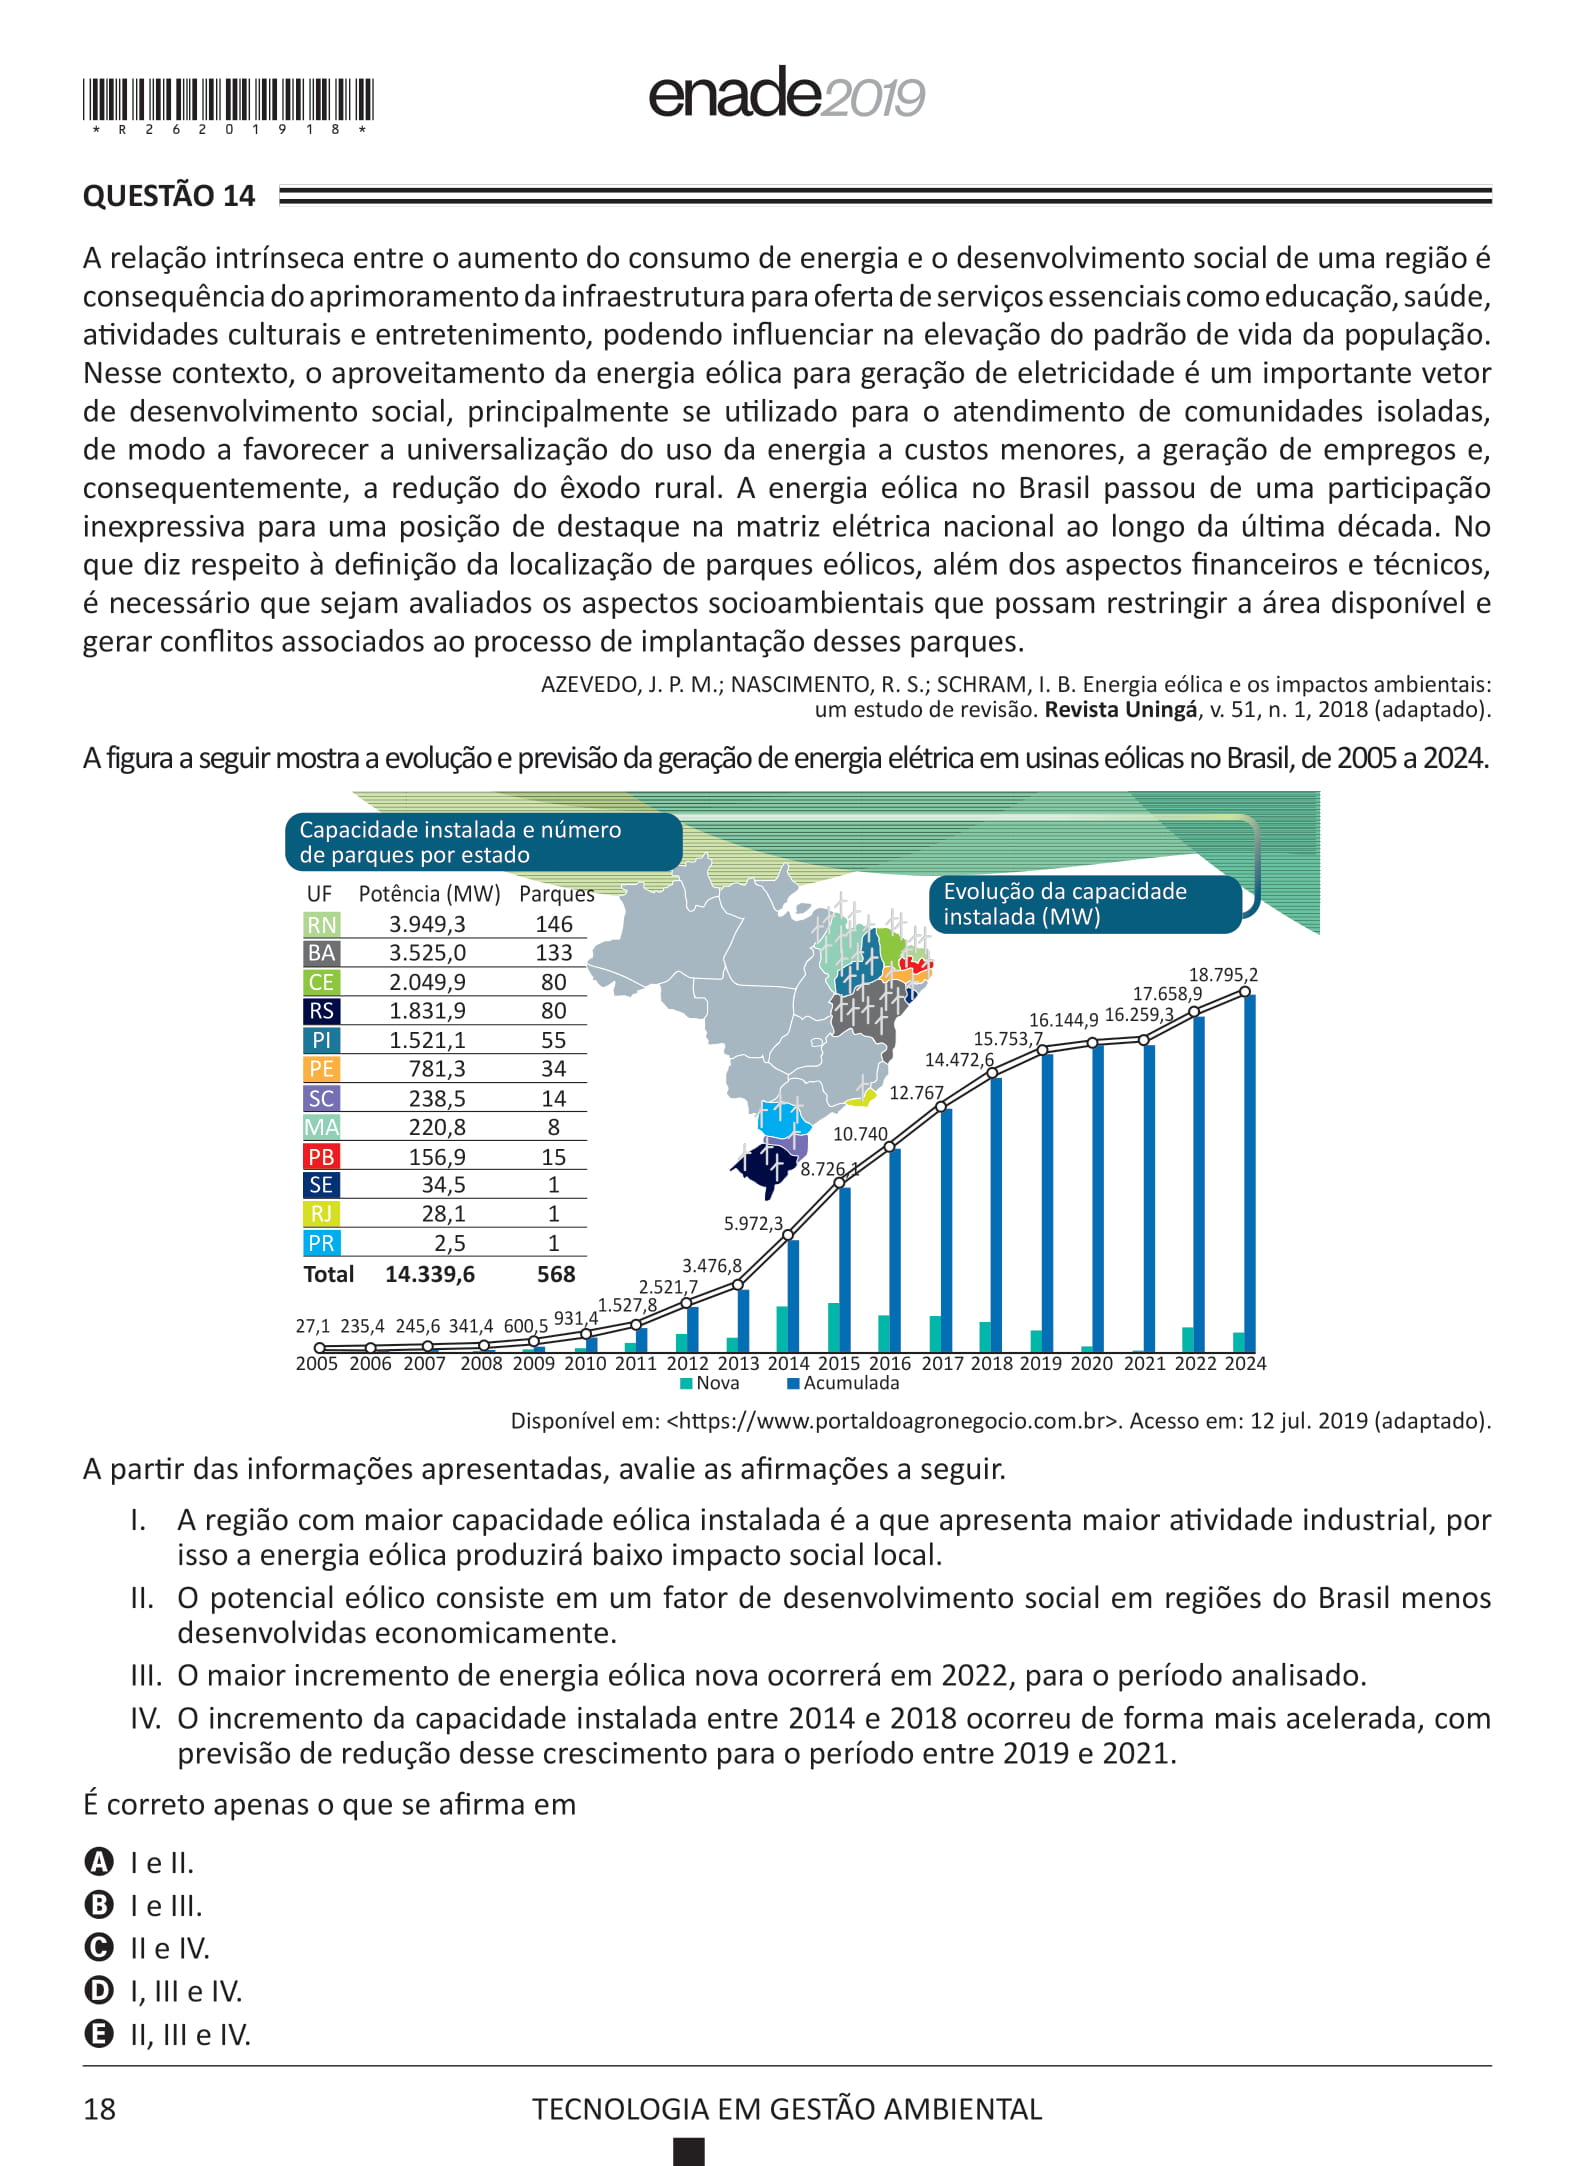 *R26201918*
enade2019
QUESTÃO 14
A relação intrínseca entre o aumento do consumo de energia e o desenvolvimento social de uma região é
consequência do aprimoramento da infraestrutura para oferta de serviços essenciais como educação, saúde,
atividades culturais e entretenimento, podendo influenciar na elevação do padrão de vida da população.
Nesse contexto, o aproveitamento da energia eólica para geração de eletricidade é um importante vetor
de desenvolvimento social, principalmente se utilizado para o atendimento de comunidades isoladas,
de modo a favorecer a universalização do uso da energia a custos menores, a geração de empregos e,
consequentemente, a redução do êxodo rural. A energia eólica no Brasil passou de uma participação
inexpressiva para uma posição de destaque na matriz elétrica nacional ao longo da última década. No
que diz respeito à definição da localização de parques eólicos, além dos aspectos financeiros e técnicos,
é necessário que sejam avaliados os aspectos socioambientais que possam restringir a área disponível e
gerar conflitos associados ao processo de implantação desses parques.
AZEVEDO, J. P. M.; NASCIMENTO, R. S.; SCHRAM, I. B. Energia eólica e os impactos ambientais:
um estudo de revisão. Revista Uningá, v. 51, n. 1, 2018 (adaptado).
A figura a seguir mostra a evolução e previsão da geração de energia elétrica em usinas eólicas no Brasil, de 2005 a 2024.
Capacidade instalada e número
de parques por estado
UF Potência (MW) Parques
RN 3.949,3 146
BA 3.525,0 133
CE 2.049,9 80
RS 1.831,9 80
PI 1.521,1 55
PE 781,3 34
SC 238,5 14
MA 220,8 8
PB 156,9 15
SE 34,5 1
RJ 28,1 1
PR 2,5 1
Total 14.339,6 568
Evolução da capacidade
instalada (MW)
27,1 235,4 245,6 341,4 600,5 931,4 1.527,8 2.521,7 3.476,8 5.972,3 8.726,1 10.740 12.767 14.472,6 15.753,7 16.144,9 16.259,3 17.658,9 18.795,2
2005 2006 2007 2008 2009 2010 2011 2012 2013 2014 2015 2016 2017 2018 2019 2020 2021 2022 2024
Nova Acumulada
Disponível em: <https://www.portaldoagronegocio.com.br>. Acesso em: 12 jul. 2019 (adaptado).
A partir das informações apresentadas, avalie as afirmações a seguir.
I. A região com maior capacidade eólica instalada é a que apresenta maior atividade industrial, por
isso a energia eólica produzirá baixo impacto social local.
II. O potencial eólico consiste em um fator de desenvolvimento social em regiões do Brasil menos
desenvolvidas economicamente.
III. O maior incremento de energia eólica nova ocorrerá em 2022, para o período analisado.
IV. O incremento da capacidade instalada entre 2014 e 2018 ocorreu de forma mais acelerada, com
previsão de redução desse crescimento para o período entre 2019 e 2021.
É correto apenas o que se afirma em
A I e II.
B I e III.
C II e IV.
D I, III e IV.
E II, III e IV.
18 TECNOLOGIA EM GESTÃO AMBIENTAL